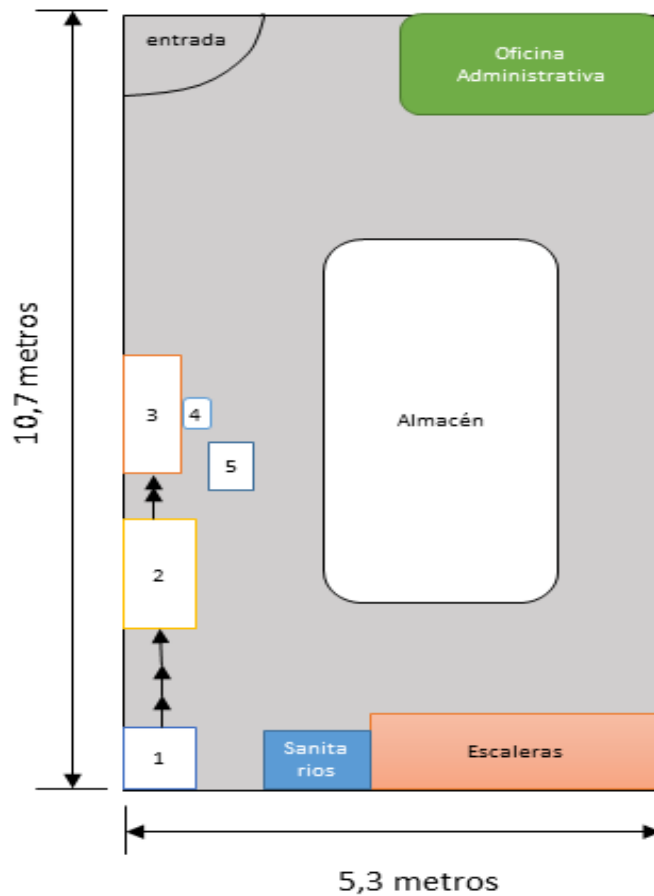 entrada
Oficina
Administrativa
10,7 metros
3
4
Almacén
5
2
1
Sanita
rios
Escaleras
5,3 metros